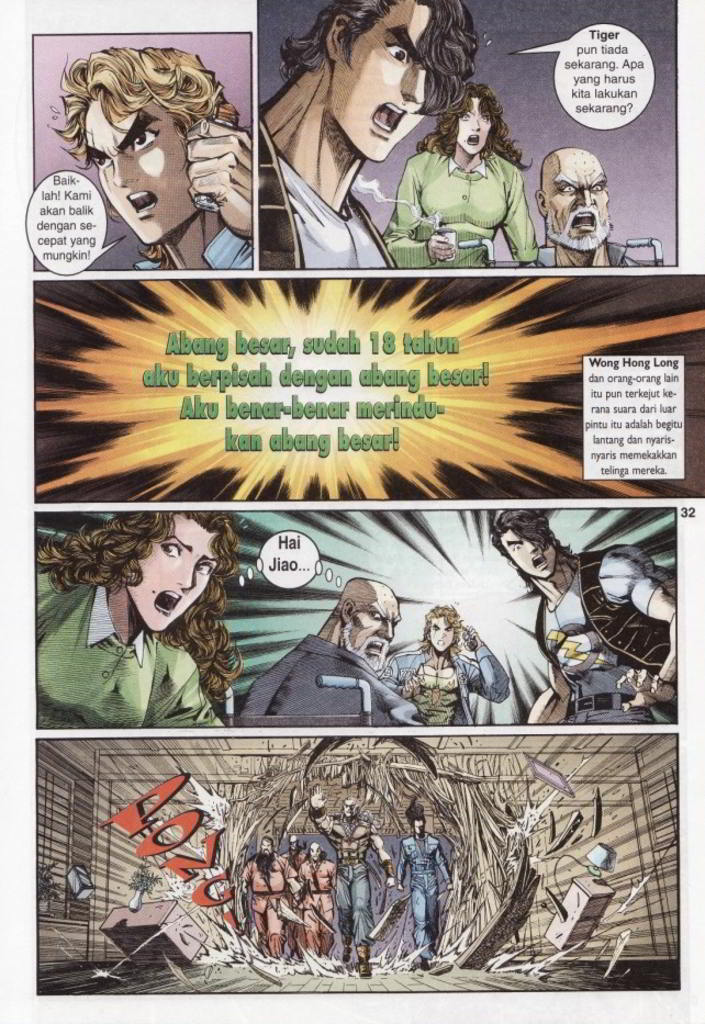 Baik-
lah! Kami
akan balik
dengan se-
cepat yang
mungkin!
Tiger
pun tiada
sekarang. Apa
yang harus
kita lakukan
sekarang?
Abang besar, sudah 18 tahun
aku berpisah dengan abang besar!
Aku benar-benar merindu-
kan abang besar!
Wong Hong Long
dan orang-orang lain
itu pun terkejut ke-
rana suara dari luar
pintu itu adalah begitu
lantang dan nyaris-
nyaris memekakkan
telinga mereka.
32
Hai
Jiao...